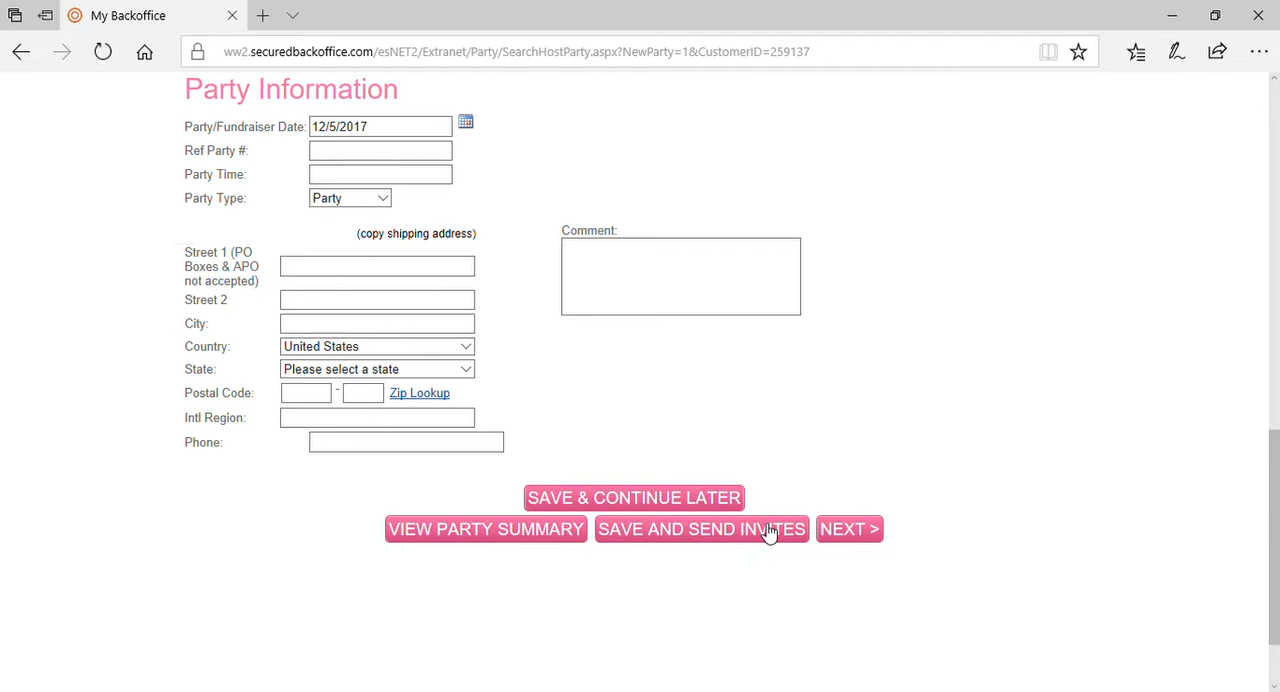 My Backoffice
ww2.securedbackoffice.com/esNET2/Extranet/Party/SearchHostParty.aspx?NewParty=1&CustomerID=259137
Party Information
Party/Fundraiser Date: 12/5/2017
Ref Party #:
Party Time:
Party Type: Party
(copy shipping address)
Comment:
Street 1 (PO
Boxes & APO
not accepted)
Street 2
City:
Country: United States
State: Please select a state
Postal Code: - Zip Lookup
Intl Region:
Phone:
SAVE & CONTINUE LATER
VIEW PARTY SUMMARY SAVE AND SEND INVITES NEXT >